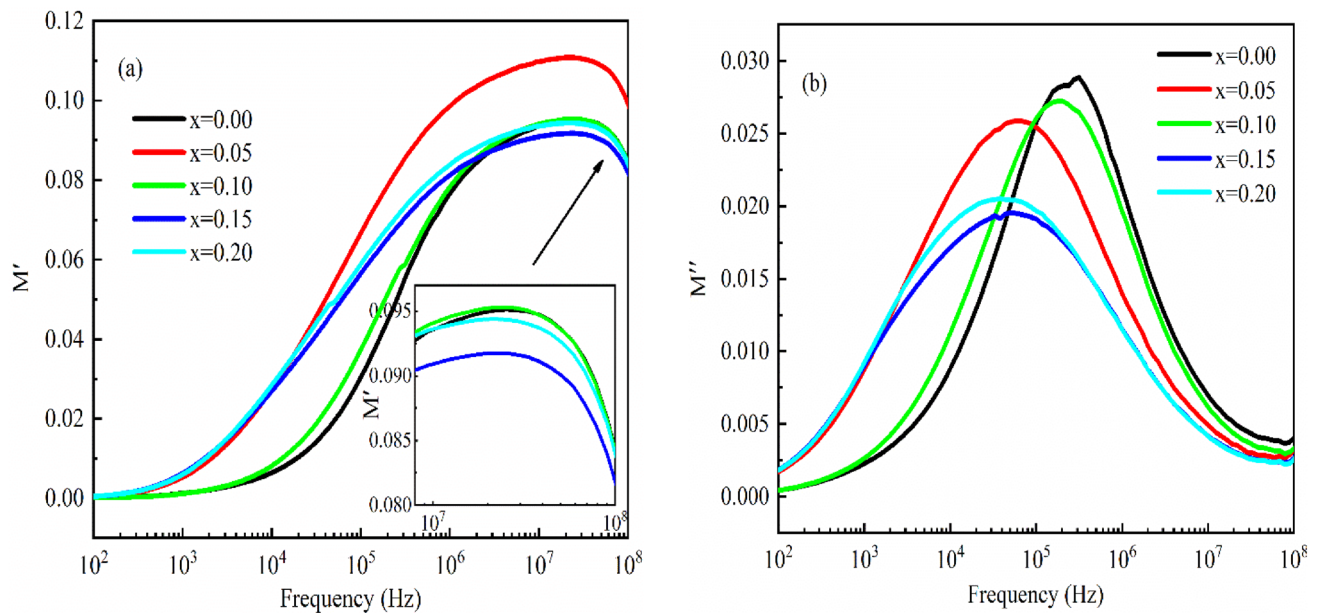 0.12
0.10
0.08
0.06
0.04
0.02
0.00
M′
(a)
x=0.00
x=0.05
x=0.10
x=0.15
x=0.20
0.095
0.090
0.085
0.080
M′
10⁷ 10⁸
10² 10³ 10⁴ 10⁵ 10⁶ 10⁷ 10⁸
Frequency (Hz)
0.030
0.025
0.020
0.015
0.010
0.005
0.000
M′′
(b)
x=0.00
x=0.05
x=0.10
x=0.15
x=0.20
10² 10³ 10⁴ 10⁵ 10⁶ 10⁷ 10⁸
Frequency (Hz)